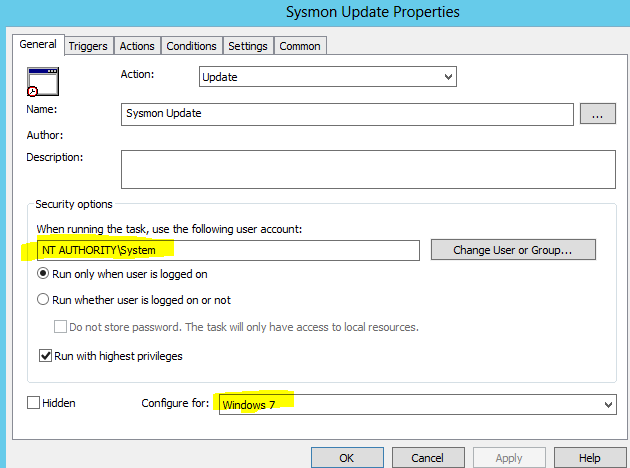 Sysmon Update Properties
General Triggers Actions Conditions Settings Common
Action: Update
Name: Sysmon Update ...
Author:
Description:
Security options
When running the task, use the following user account:
NT AUTHORITY\System Change User or Group...
Run only when user is logged on
Run whether user is logged on or not
Do not store password. The task will only have access to local resources.
Run with highest privileges
Hidden Configure for: Windows 7
OK Cancel Apply Help